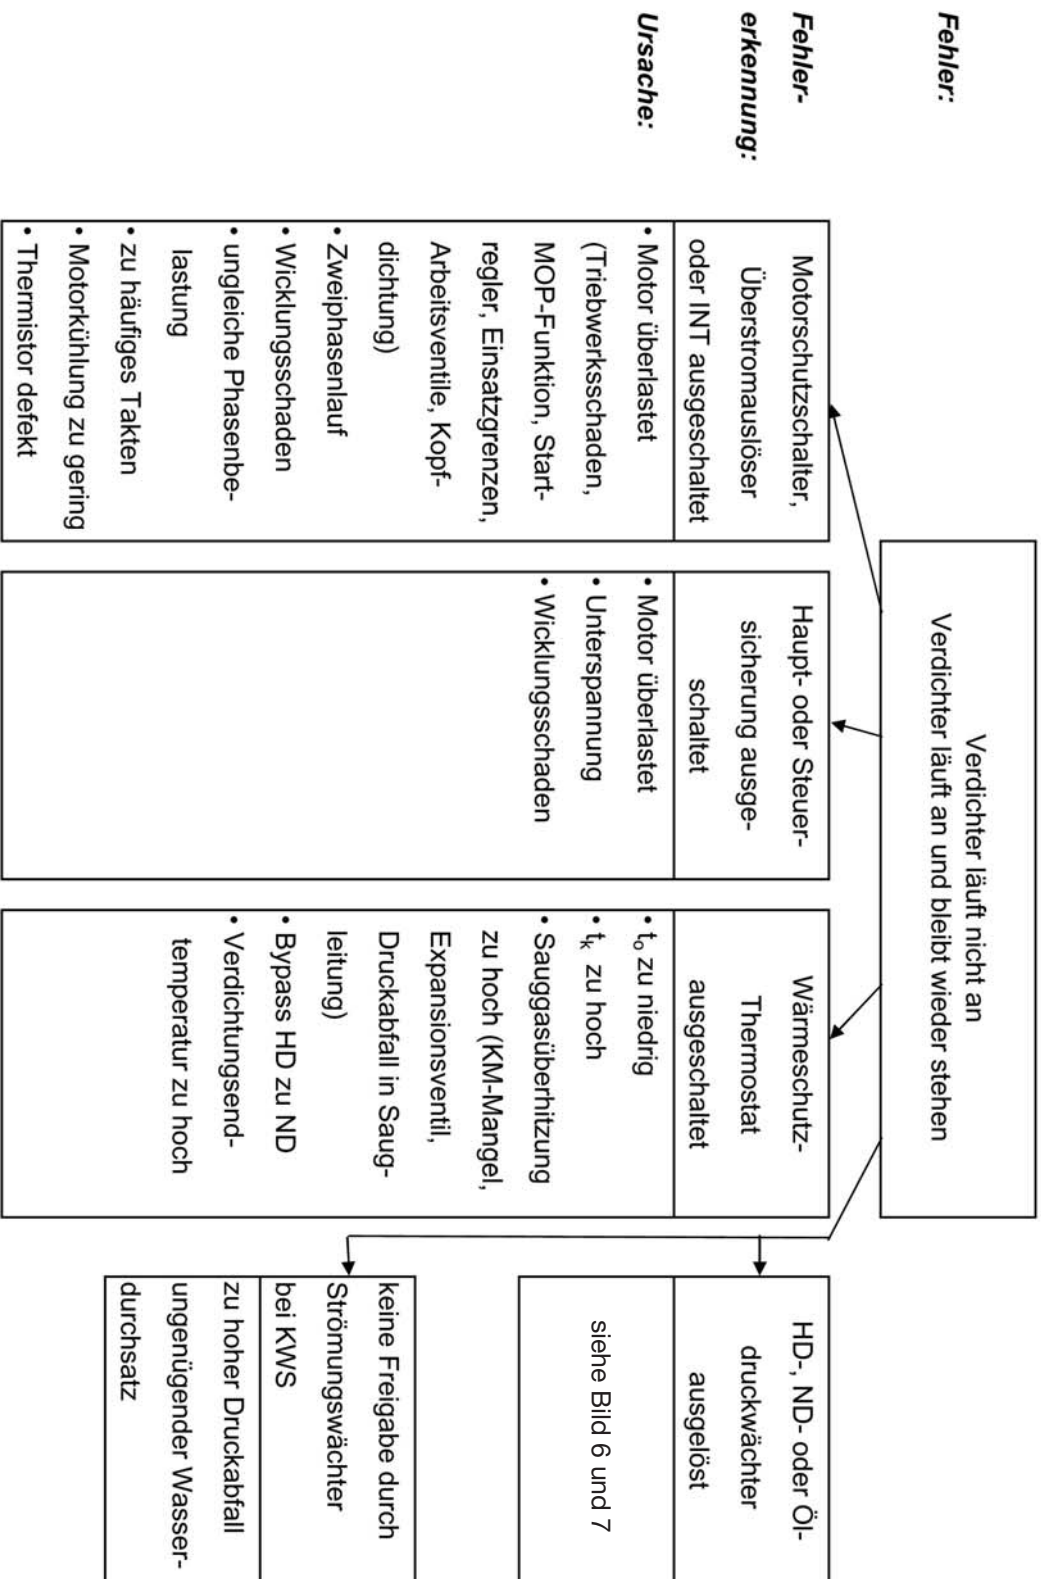 Fehler:
Verdichter läuft nicht an
Verdichter läuft an und bleibt wieder stehen
Fehler-
erkennung:
Ursache:
Motorschutzschalter,
Überstromauslöser
oder INT ausgeschaltet
• Motor überlastet
(Triebwerksschaden,
MOP-Funktion, Start-
regler, Einsatzgrenzen,
Arbeitsventile, Kopf-
dichtung)
• Zweiphasenlauf
• Wicklungsschaden
• ungleiche Phasenbe-
lastung
• zu häufiges Takten
• Motorkühlung zu gering
• Thermistor defekt
Haupt- oder Steuer-
sicherung ausge-
schaltet
• Motor überlastet
• Unterspannung
• Wicklungsschaden
Wärmeschutz-
Thermostat
ausgeschaltet
• to zu niedrig
• tk zu hoch
• Sauggasüberhitzung
zu hoch (KM-Mangel,
Expansionsventil,
Druckabfall in Saug-
leitung)
• Bypass HD zu ND
• Verdichtungsend-
temperatur zu hoch
HD-, ND- oder Öl-
druckwächter
ausgelöst
siehe Bild 6 und 7
keine Freigabe durch
Strömungswächter
bei KWS
zu hoher Druckabfall
ungenügender Wasser-
durchsatz